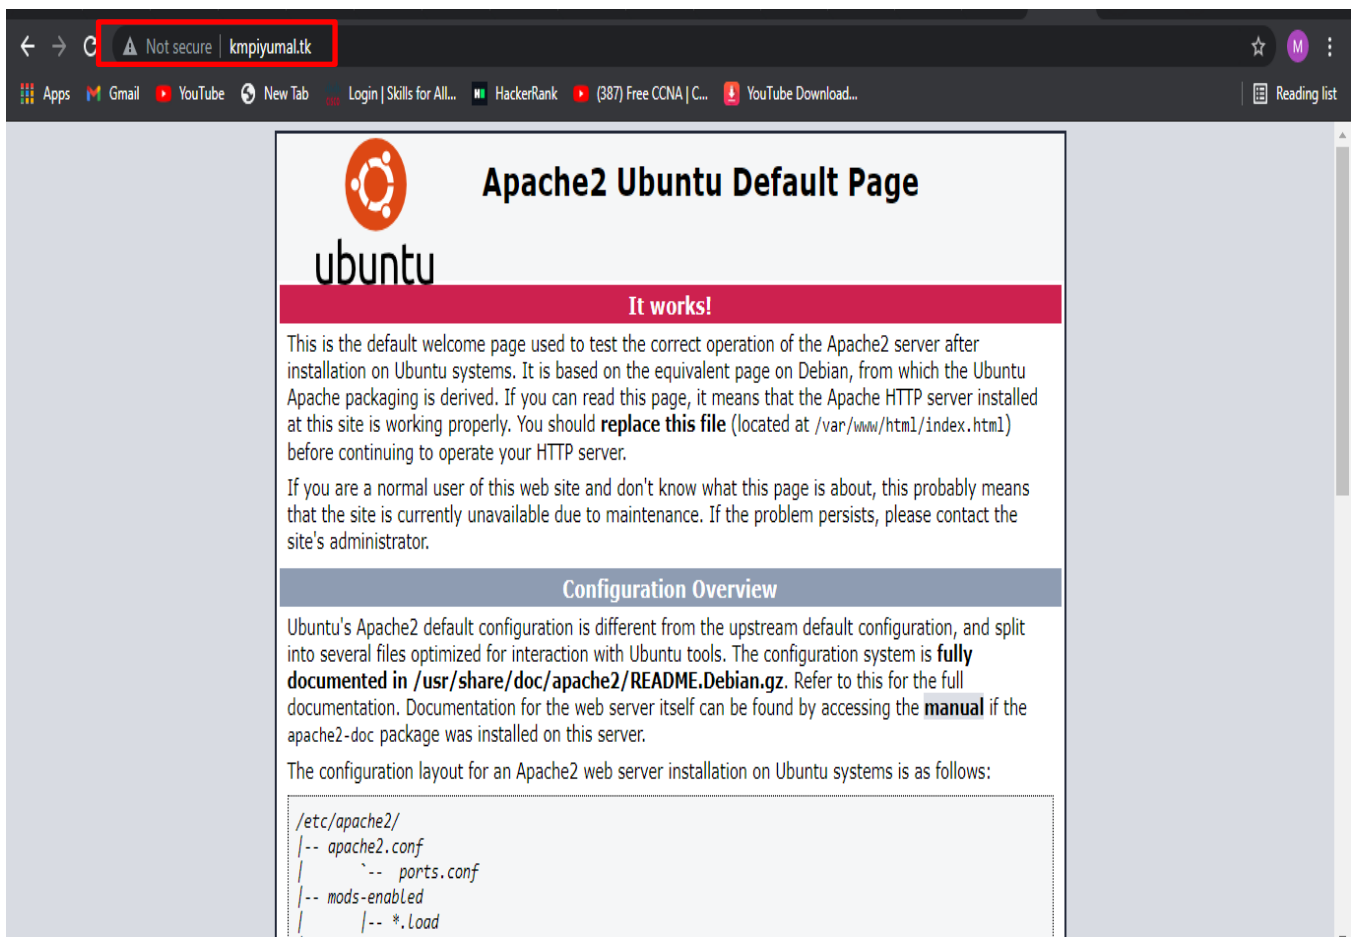 Not secure | kmpiyumal.tk
M
Apps Gmail YouTube New Tab Login | Skills for All... HackerRank (387) Free CCNA | C... YouTube Download... Reading list
ubuntu
Apache2 Ubuntu Default Page
It works!
This is the default welcome page used to test the correct operation of the Apache2 server after
installation on Ubuntu systems. It is based on the equivalent page on Debian, from which the Ubuntu
Apache packaging is derived. If you can read this page, it means that the Apache HTTP server installed
at this site is working properly. You should replace this file (located at /var/www/html/index.html)
before continuing to operate your HTTP server.
If you are a normal user of this web site and don't know what this page is about, this probably means
that the site is currently unavailable due to maintenance. If the problem persists, please contact the
site's administrator.
Configuration Overview
Ubuntu's Apache2 default configuration is different from the upstream default configuration, and split
into several files optimized for interaction with Ubuntu tools. The configuration system is fully
documented in /usr/share/doc/apache2/README.Debian.gz. Refer to this for the full
documentation. Documentation for the web server itself can be found by accessing the manual if the
apache2-doc package was installed on this server.
The configuration layout for an Apache2 web server installation on Ubuntu systems is as follows:
/etc/apache2/
|-- apache2.conf
|       `--  ports.conf
|-- mods-enabled
|       |-- *.load